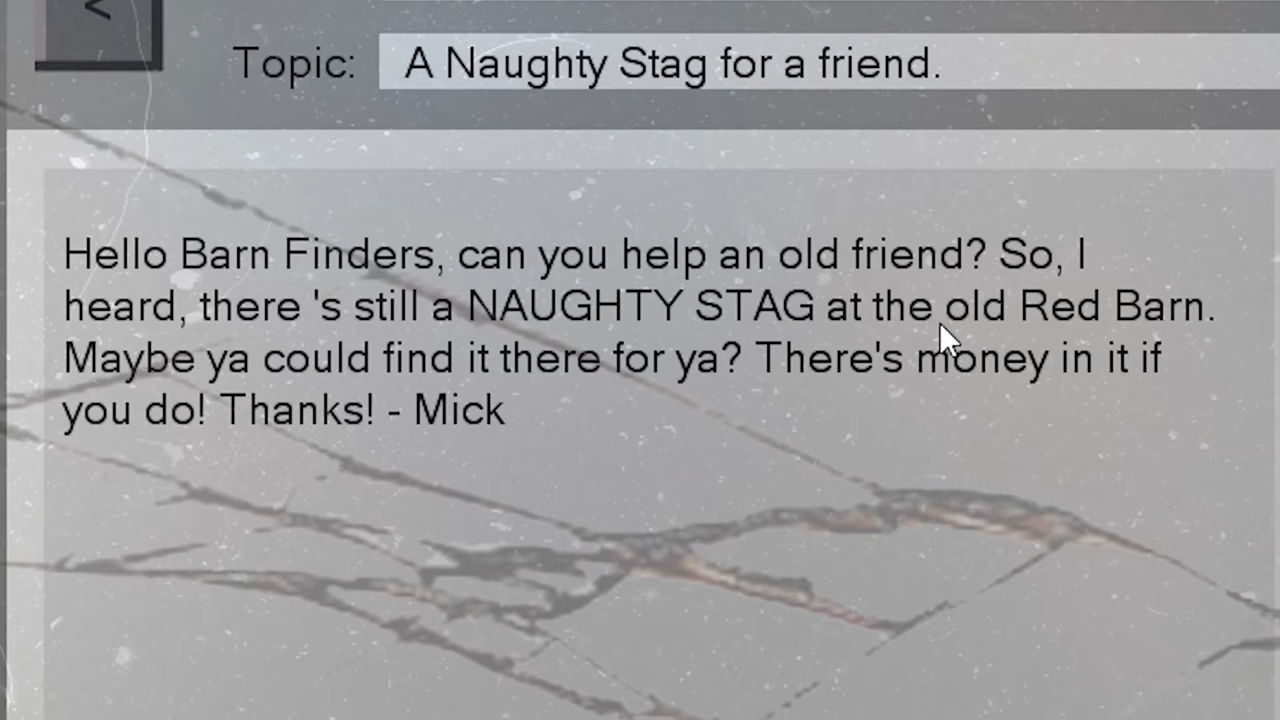 <
Topic: A Naughty Stag for a friend.
Hello Barn Finders, can you help an old friend? So, I
heard, there 's still a NAUGHTY STAG at the old Red Barn.
Maybe ya could find it there for ya? There's money in it if
you do! Thanks! - Mick